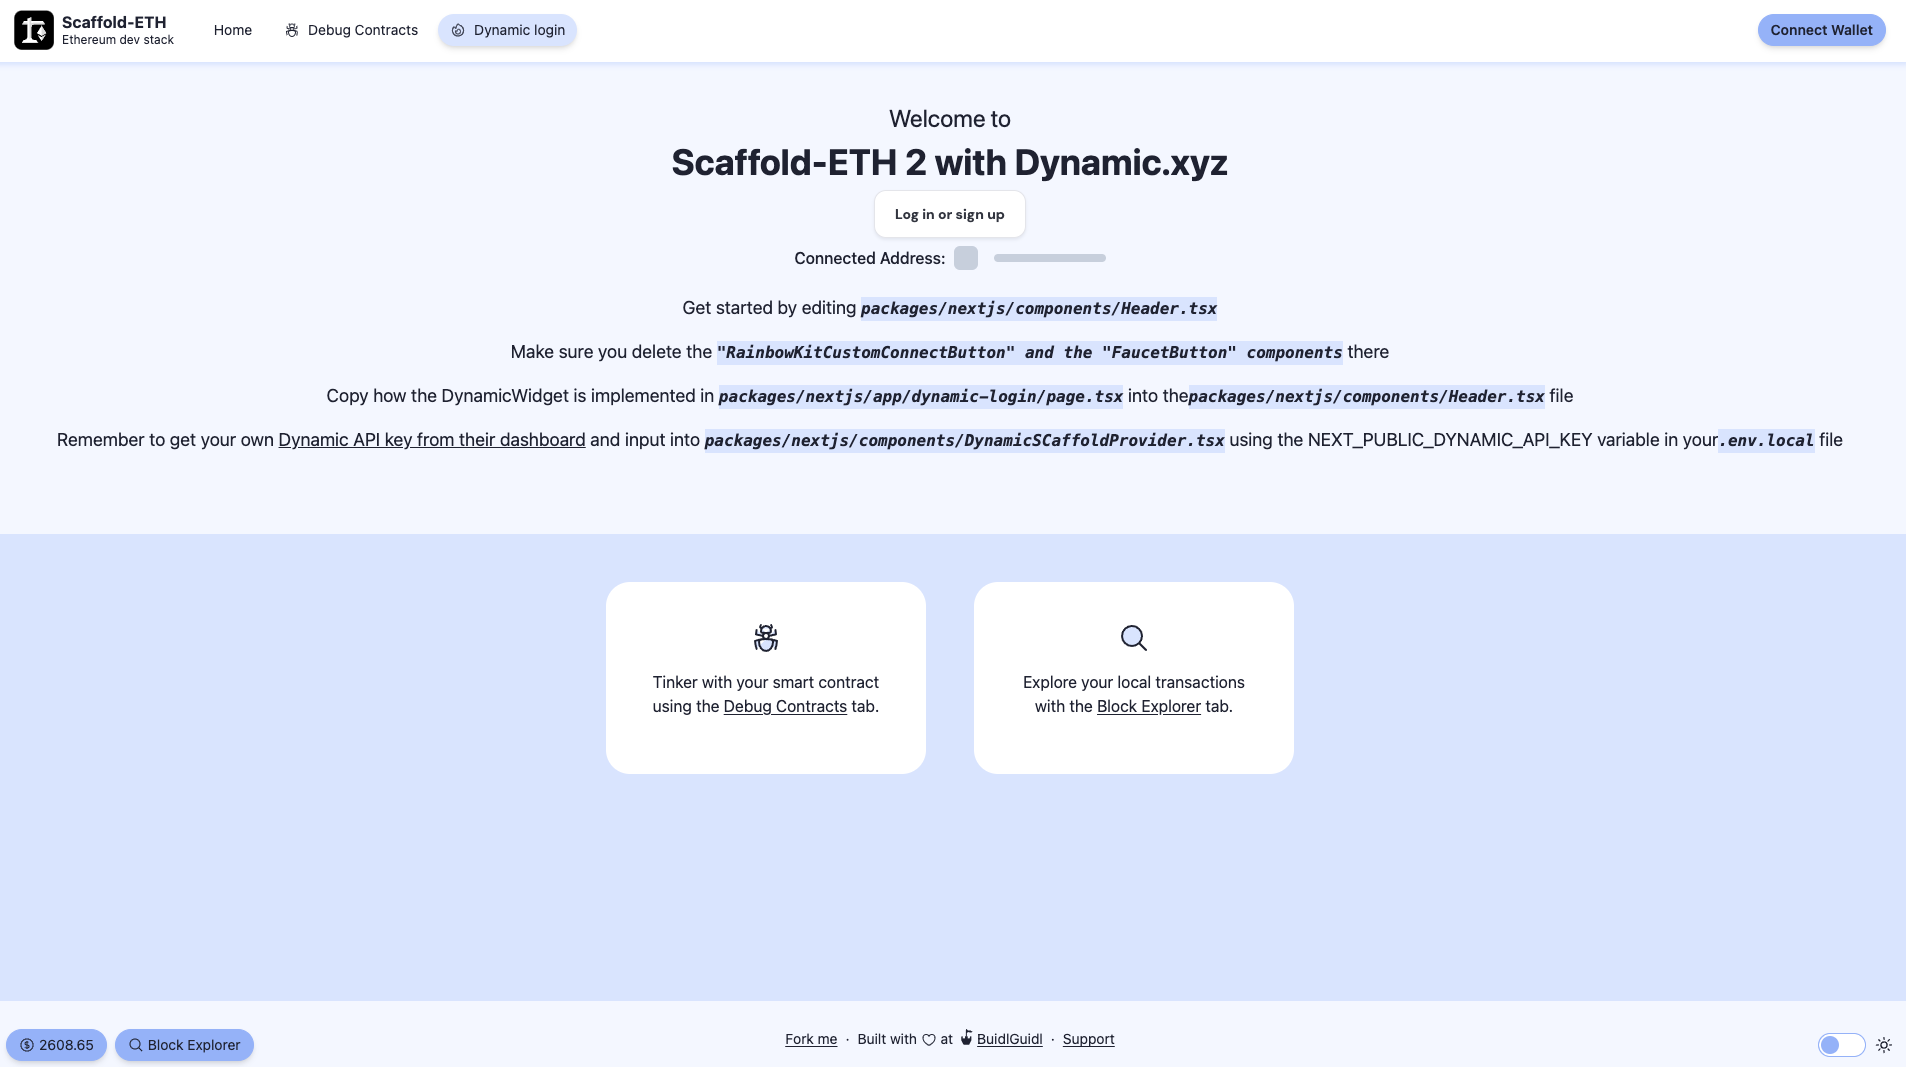 Scaffold-ETH
Ethereum dev stack
Home
Debug Contracts
Dynamic login
Connect Wallet
Welcome to
Scaffold-ETH 2 with Dynamic.xyz
Log in or sign up
Connected Address:
Get started by editing packages/nextjs/components/Header.tsx
Make sure you delete the "RainbowKitCustomConnectButton" and the "FaucetButton" components there
Copy how the DynamicWidget is implemented in packages/nextjs/app/dynamic-login/page.tsx into thepackages/nextjs/components/Header.tsx file
Remember to get your own Dynamic API key from their dashboard and input into packages/nextjs/components/DynamicSCaffoldProvider.tsx using the NEXT_PUBLIC_DYNAMIC_API_KEY variable in your.env.local file
Tinker with your smart contract
using the Debug Contracts tab.
Explore your local transactions
with the Block Explorer tab.
2608.65
Block Explorer
Fork me · Built with ♡ at BuidlGuidl · Support